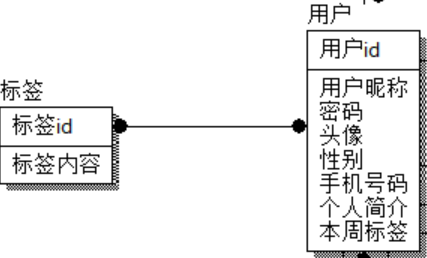 用户
用户id
用户昵称
密码
头像
性别
手机号码
个人简介
本周标签
标签
标签id
标签内容